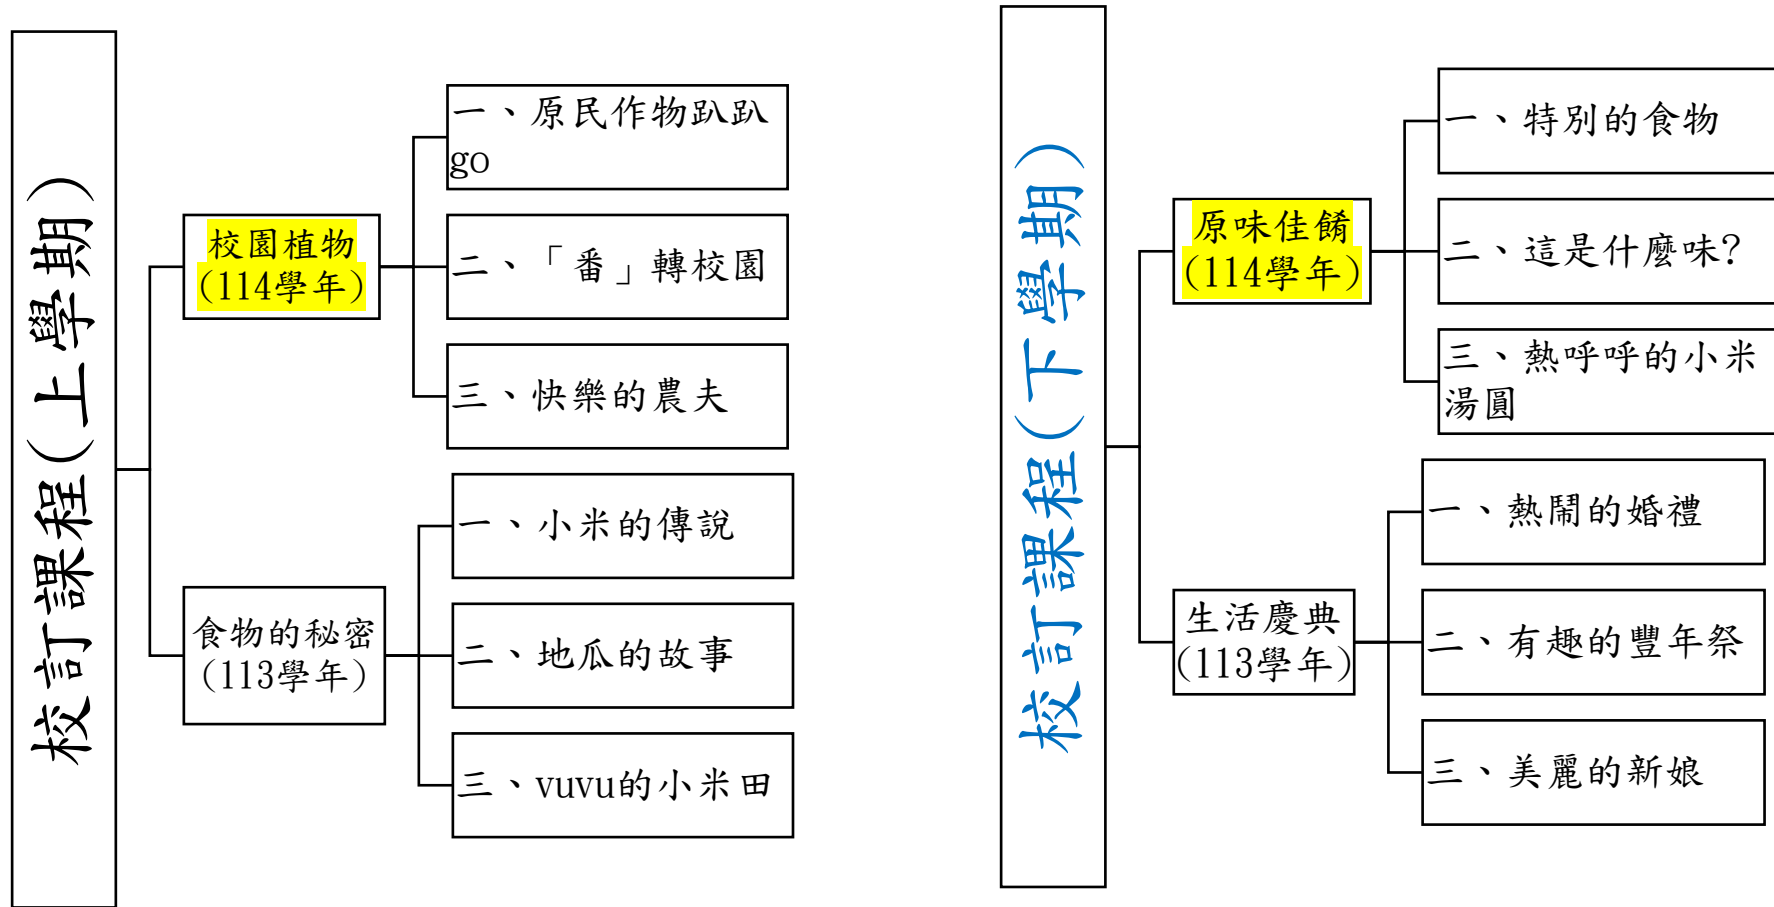 校訂課程(上學期)
校園植物
(114學年)
一、原民作物趴趴
go
二、「番」轉校園
三、快樂的農夫
食物的秘密
(113學年)
一、小米的傳說
二、地瓜的故事
三、vuvu的小米田
校訂課程(下學期)
原味佳餚
(114學年)
一、特別的食物
二、這是什麼味?
三、熱呼呼的小米
湯圓
生活慶典
(113學年)
一、熱鬧的婚禮
二、有趣的豐年祭
三、美麗的新娘